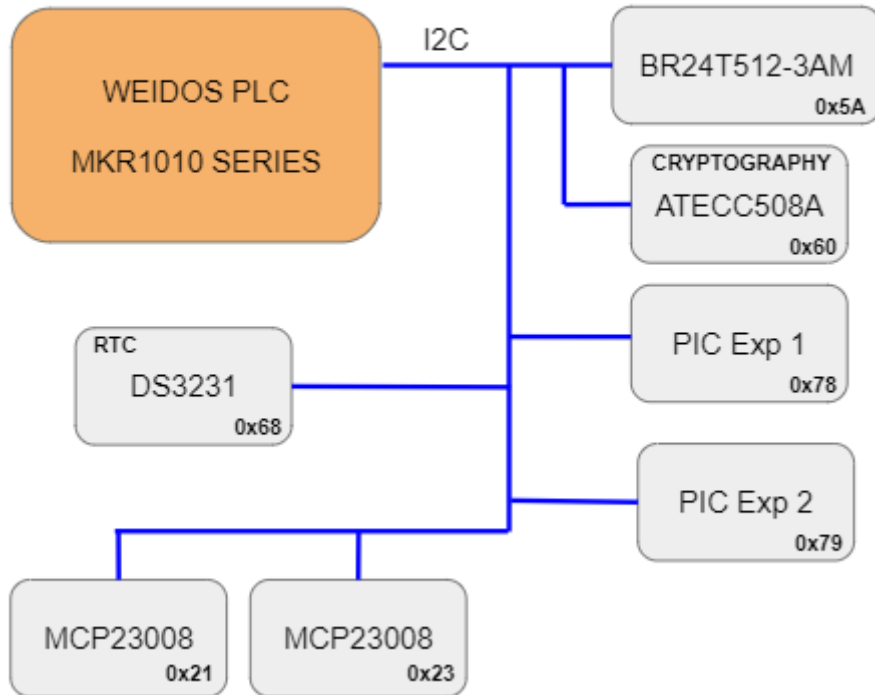 WEIDOS PLC
MKR1010 SERIES
I2C
BR24T512-3AM
0x5A
CRYPTOGRAPHY
ATECC508A
0x60
PIC Exp 1
0x78
RTC
DS3231
0x68
PIC Exp 2
0x79
MCP23008
0x21
MCP23008
0x23